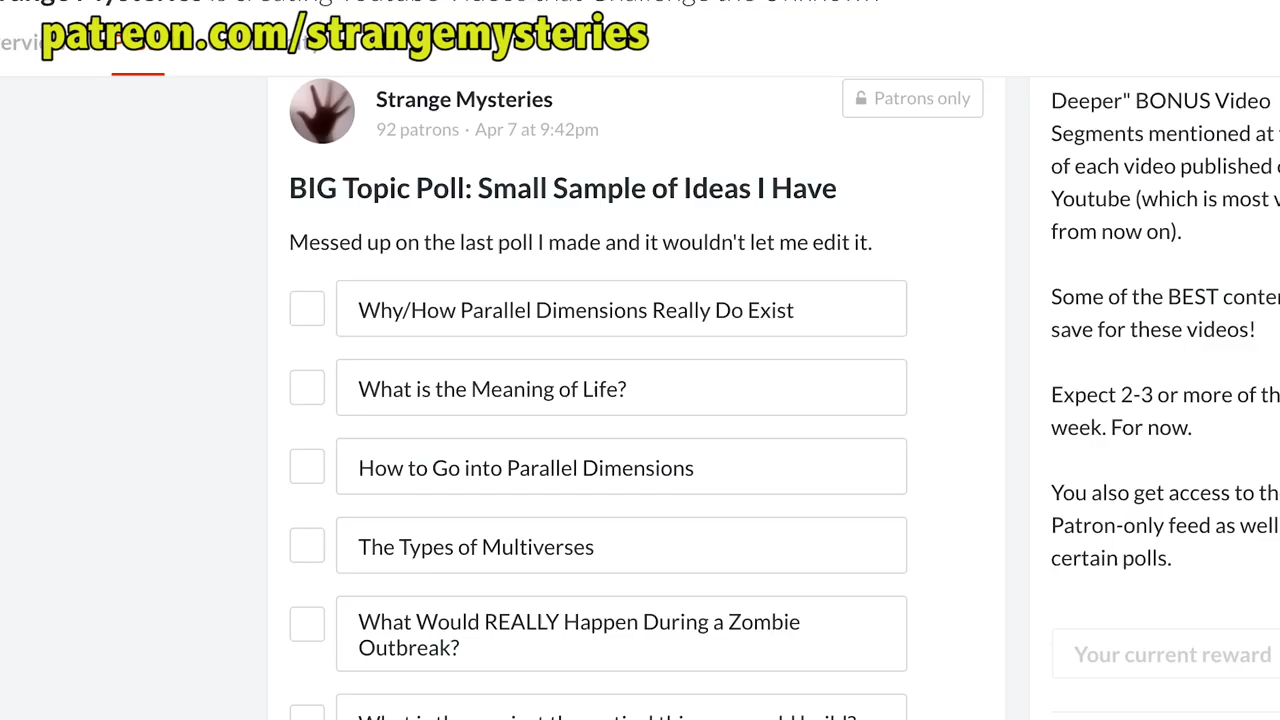 patreon.com/strangemysteries
Strange Mysteries
Patrons only
92 patrons · Apr 7 at 9:42pm
BIG Topic Poll: Small Sample of Ideas I Have
Messed up on the last poll I made and it wouldn't let me edit it.
Why/How Parallel Dimensions Really Do Exist
What is the Meaning of Life?
How to Go into Parallel Dimensions
The Types of Multiverses
What Would REALLY Happen During a Zombie
Outbreak?
Deeper" BONUS Video
Segments mentioned at
of each video published
Youtube (which is most
from now on).
Some of the BEST
save for these videos!
Expect 2-3 or more of
week. For now.
You also get access to
Patron-only feed as well
certain polls.
Your current reward